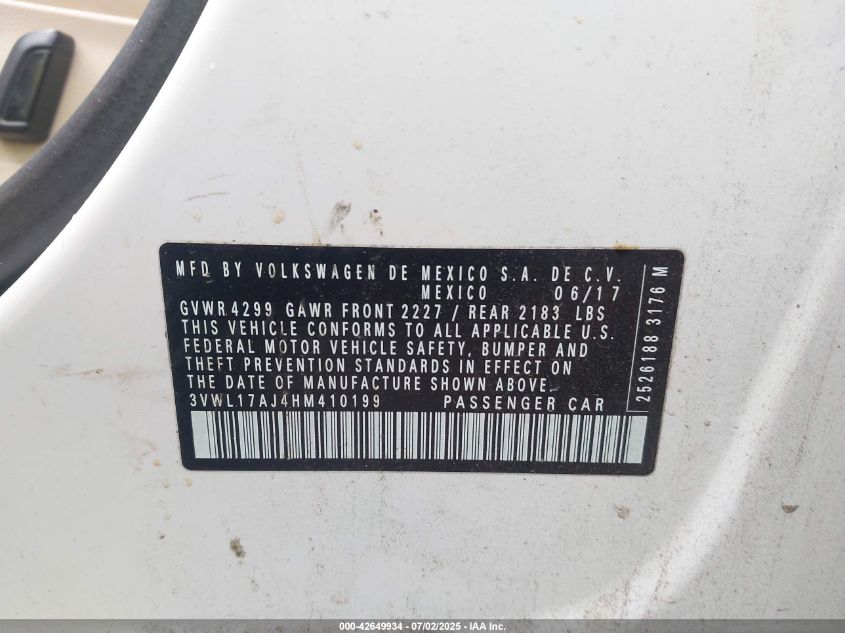 MFD BY VOLKSWAGEN DE MEXICO S.A. DE C.V.
MEXICO 06/17
GVWR 4299 GAWR FRONT 2227 / REAR 2183 LBS
THIS VEHICLE CONFORMS TO ALL APPLICABLE U.S.
FEDERAL MOTOR VEHICLE SAFETY, BUMPER AND
THEFT PREVENTION STANDARDS IN EFFECT ON
THE DATE OF MANUFACTURE SHOWN ABOVE.
3VWL17AJ4HM410199 PASSENGER CAR
2526188 3176 M
000-42649934 - 07/02/2025 - IAA Inc.